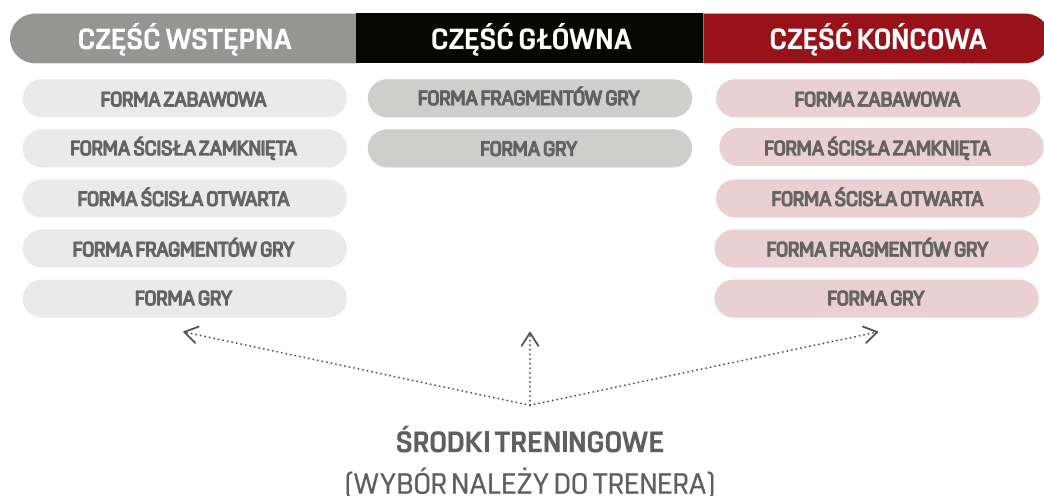 CZĘŚĆ WSTĘPNA
FORMA ZABAWOWA
FORMA ŚCISŁA ZAMKNIĘTA
FORMA ŚCISŁA OTWARTA
FORMA FRAGMENTÓW GRY
FORMA GRY
CZĘŚĆ GŁÓWNA
FORMA FRAGMENTÓW GRY
FORMA GRY
CZĘŚĆ KOŃCOWA
FORMA ZABAWOWA
FORMA ŚCISŁA ZAMKNIĘTA
FORMA ŚCISŁA OTWARTA
FORMA FRAGMENTÓW GRY
FORMA GRY
ŚRODKI TRENINGOWE
(WYBÓR NALEŻY DO TRENERA)